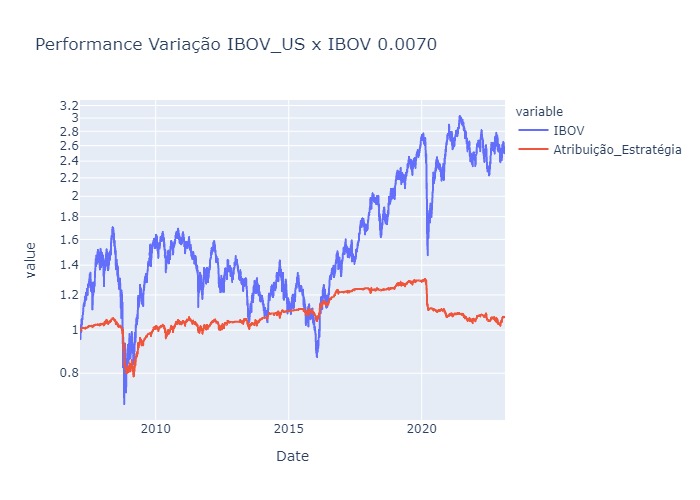 Performance Variação IBOV_US x IBOV 0.0070
variable
IBOV
Atribuição_Estratégia
3.2
3
2.8
2.6
2.4
2.2
2
1.8
1.6
1.4
1.2
1
0.8
value
2010
2015
2020
Date